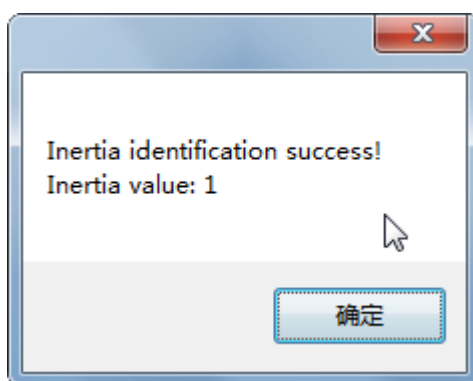 Inertia identification success!
Inertia value: 1
确定